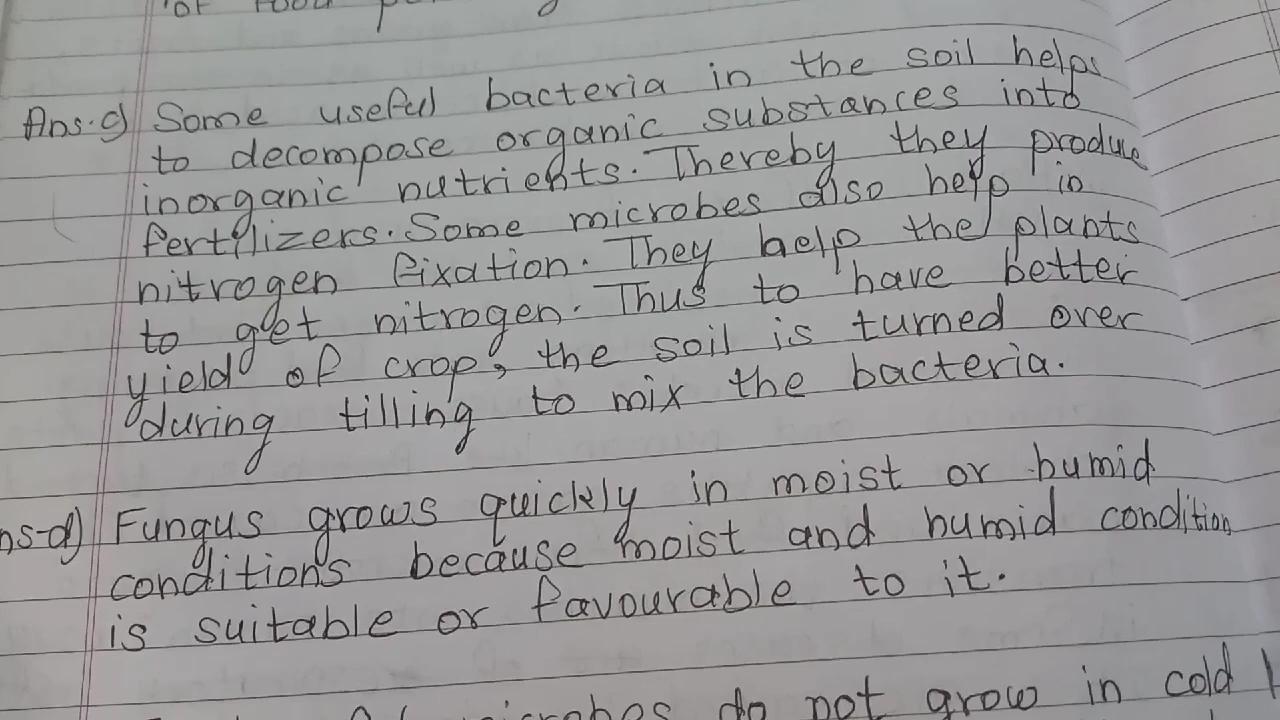 of food
Ans.c) Some useful bacteria in the soil helps
to decompose organic substances into
inorganic nutrients. Thereby they produce
fertilizers. Some microbes also help in
nitrogen fixation. They help the plants
to get nitrogen. Thus to have better
yield of crop, the soil is turned over
during tilling to mix the bacteria.
ns-d) Fungus grows quickly in moist or humid
conditions because moist and humid condition
is suitable or favourable to it.
do not grow in cold